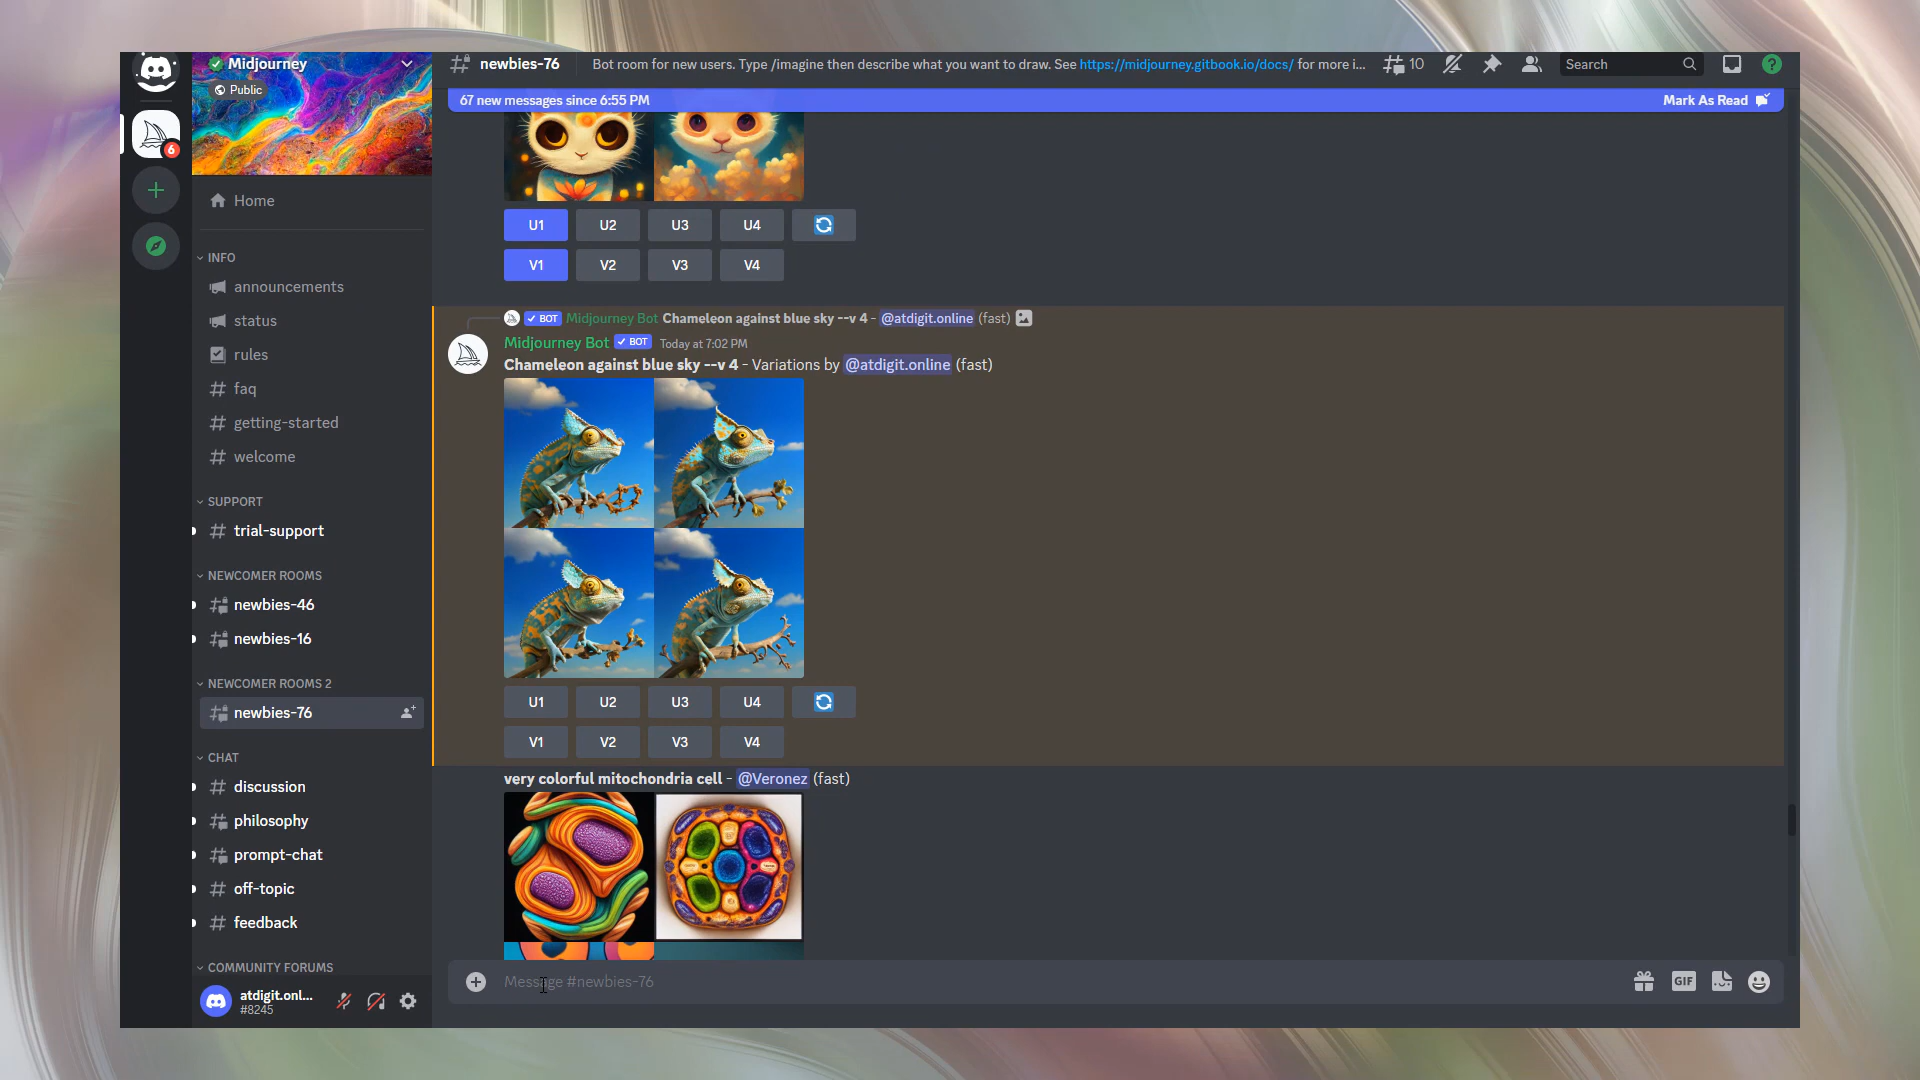 Midjourney
Public
6
Home
INFO
announcements
status
rules
faq
getting-started
welcome
SUPPORT
trial-support
NEWCOMER ROOMS
newbies-46
newbies-16
NEWCOMER ROOMS 2
newbies-76
CHAT
discussion
philosophy
prompt-chat
off-topic
feedback
COMMUNITY FORUMS
atdigit.onl...
#8245
newbies-76 Bot room for new users. Type /imagine then describe what you want to draw. See https://midjourney.gitbook.io/docs/ for more i... 10 Search
67 new messages since 6:55 PM Mark As Read
U1 U2 U3 U4
V1 V2 V3 V4
BOT Midjourney Bot Chameleon against blue sky --v 4 - @atdigit.online (fast)
Midjourney Bot BOT Today at 7:02 PM
Chameleon against blue sky --v 4 - Variations by @atdigit.online (fast)
U1 U2 U3 U4
V1 V2 V3 V4
very colorful mitochondria cell - @Veronez (fast)
Message #newbies-76
GIF